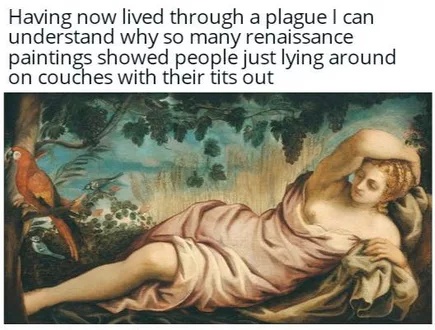 Having now lived through a plague I can
understand why so many renaissance
paintings showed people just lying around
on couches with their tits out